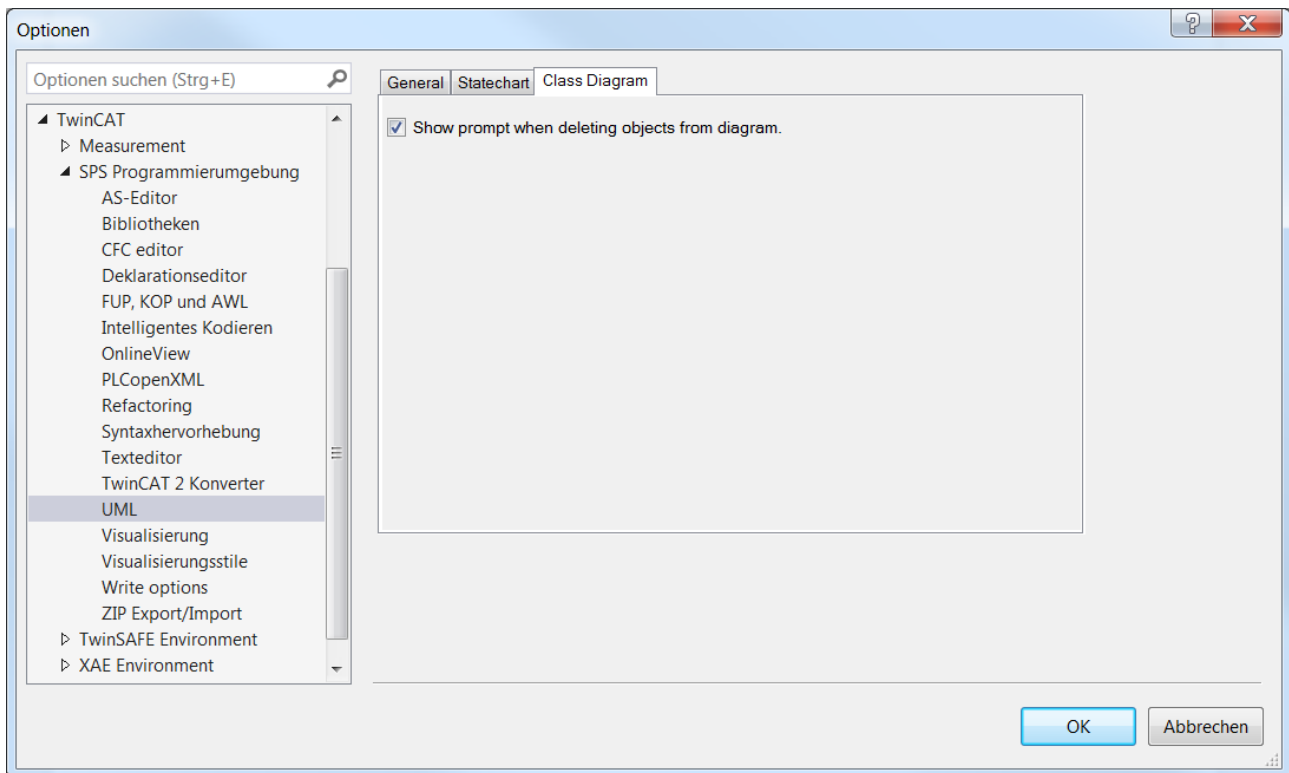 Optionen
Optionen suchen (Strg+E)
TwinCAT
Measurement
SPS Programmierumgebung
AS-Editor
Bibliotheken
CFC editor
Deklarationseditor
FUP, KOP und AWL
Intelligentes Kodieren
OnlineView
PLCopenXML
Refactoring
Syntaxhervorhebung
Texteditor
TwinCAT 2 Konverter
UML
Visualisierung
Visualisierungsstile
Write options
ZIP Export/Import
TwinSAFE Environment
XAE Environment
General Statechart Class Diagram
Show prompt when deleting objects from diagram.
OK Abbrechen